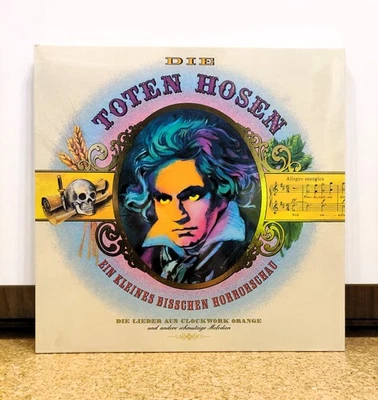 DIE
TOTEN HOSEN
Allegro energico
EIN KLEINES BISSCHEN HORRORSCHAU
DIE LIEDER AUS CLOCKWORK ORANGE
und andere schmutzige Melodien